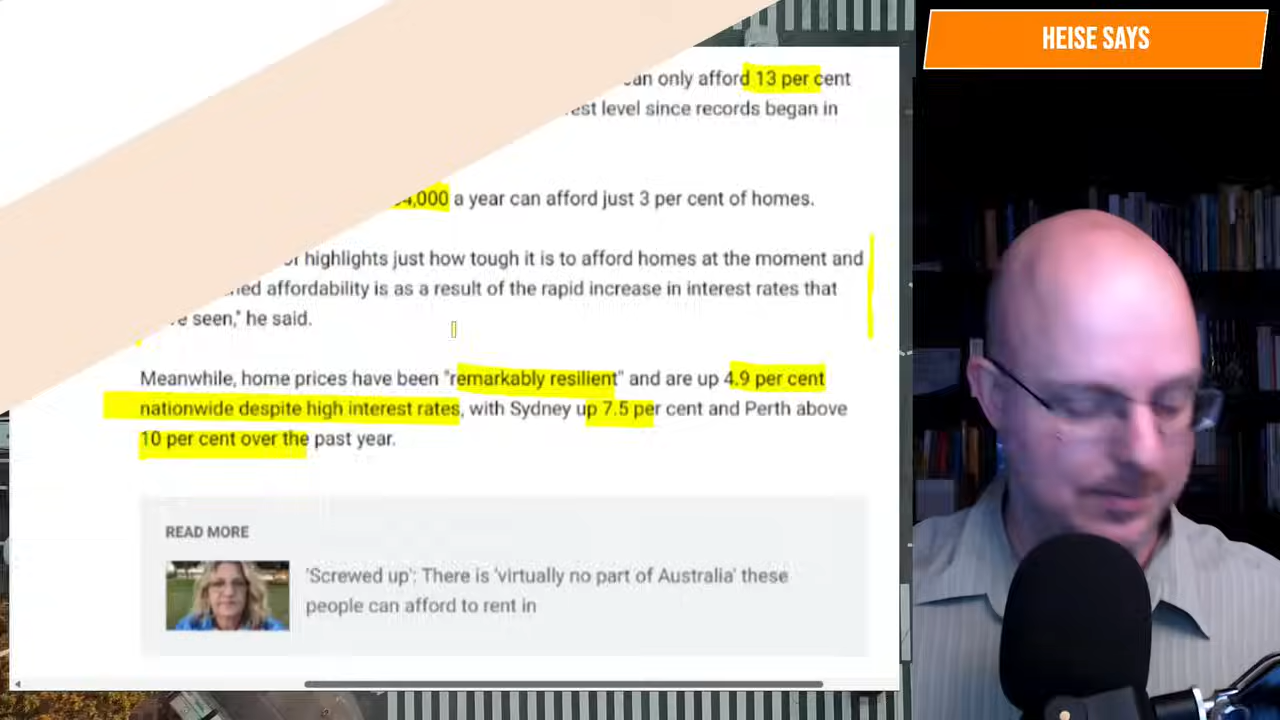 HEISE SAYS
can only afford 13 per cent
level since records began in
a year can afford just 3 per cent of homes.
highlights just how tough it is to afford homes at the moment and
affordability is as a result of the rapid increase in interest rates that
seen," he said.
Meanwhile, home prices have been "remarkably resilient" and are up 4.9 per cent
nationwide despite high interest rates, with Sydney up 7.5 per cent and Perth above
10 per cent over the past year.
READ MORE
'Screwed up': There is 'virtually no part of Australia' these
people can afford to rent in